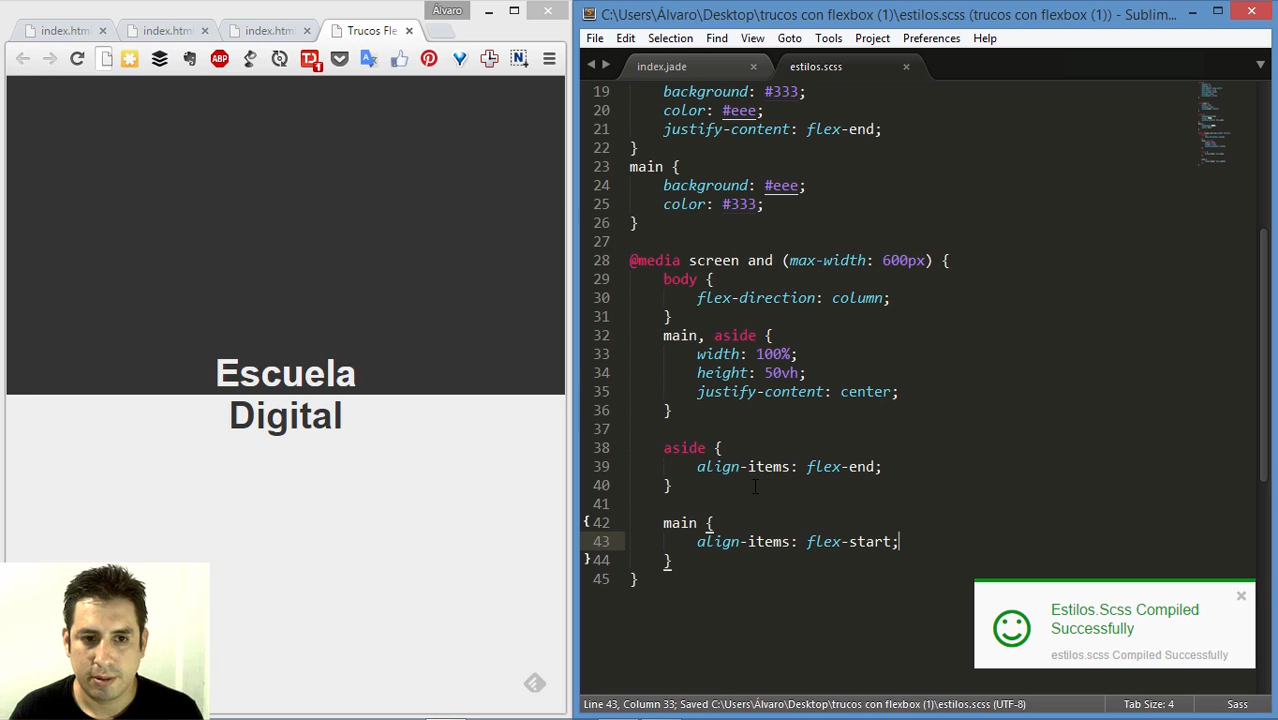 Álvaro
index.htm
index.htm
index.htm
Trucos Fle
ABP
TD
1
N
Escuela
Digital
C:\Users\Álvaro\Desktop\trucos con flexbox (1)\estilos.scss (trucos con flexbox (1)) - Sublim...
File Edit Selection Find View Goto Tools Project Preferences Help
index.jade estilos.scss
19 background: #333;
20 color: #eee;
21 justify-content: flex-end;
22 }
23 main {
24 background: #eee;
25 color: #333;
26 }
27
28 @media screen and (max-width: 600px) {
29 body {
30 flex-direction: column;
31 }
32 main, aside {
33 width: 100%;
34 height: 50vh;
35 justify-content: center;
36 }
37
38 aside {
39 align-items: flex-end;
40 }
41
42 main {
43 align-items: flex-start;
44 }
45 }
Estilos.Scss Compiled
Successfully
estilos.scss Compiled Successfully
Line 43, Column 33; Saved C:\Users\Álvaro\Desktop\trucos con flexbox (1)\estilos.scss (UTF-8) Tab Size: 4 Sass